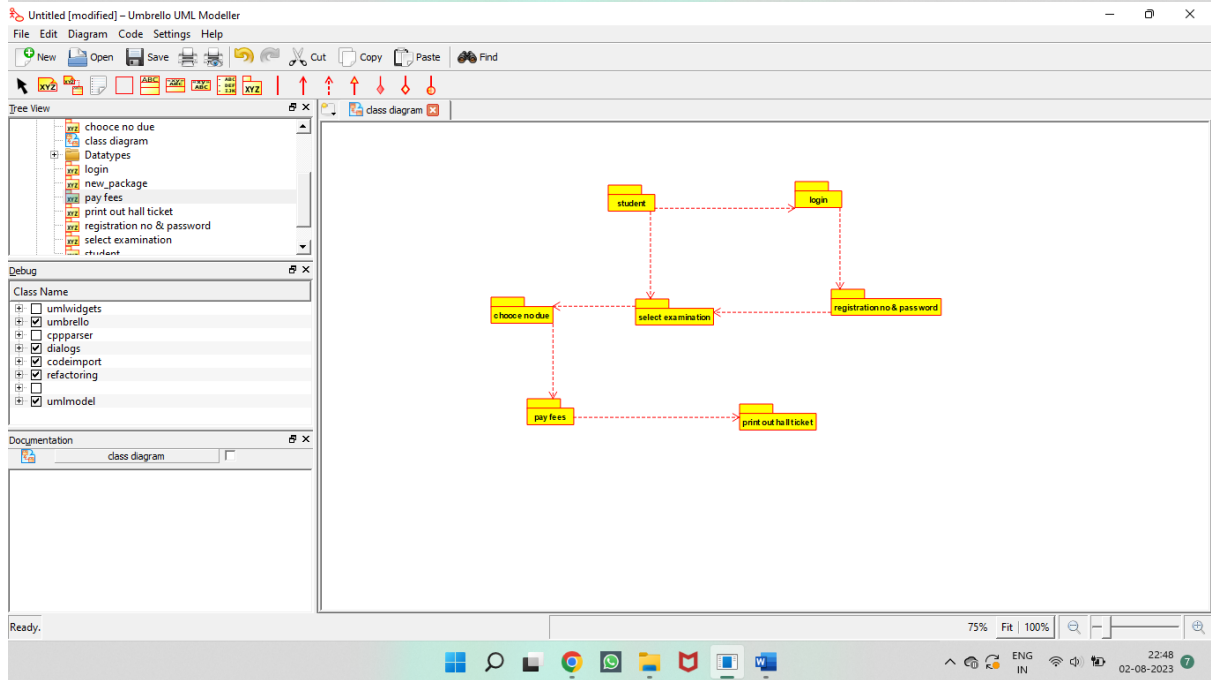 Untitled [modified] – Umbrello UML Modeller
File Edit Diagram Code Settings Help
New Open Save Cut Copy Paste Find
Tree View
class diagram
chooce no due
class diagram
Datatypes
login
new_package
pay fees
print out hall ticket
registration no & password
select examination
student
Debug
Class Name
umlwidgets
umbrello
cppparser
dialogs
codeimport
refactoring
umlmodel
Documentation
class diagram
student
login
chooce no due
select examination
registration no & password
pay fees
print out hall ticket
Ready.
75% Fit 100%
ENG
IN
22:48
02-08-2023
7